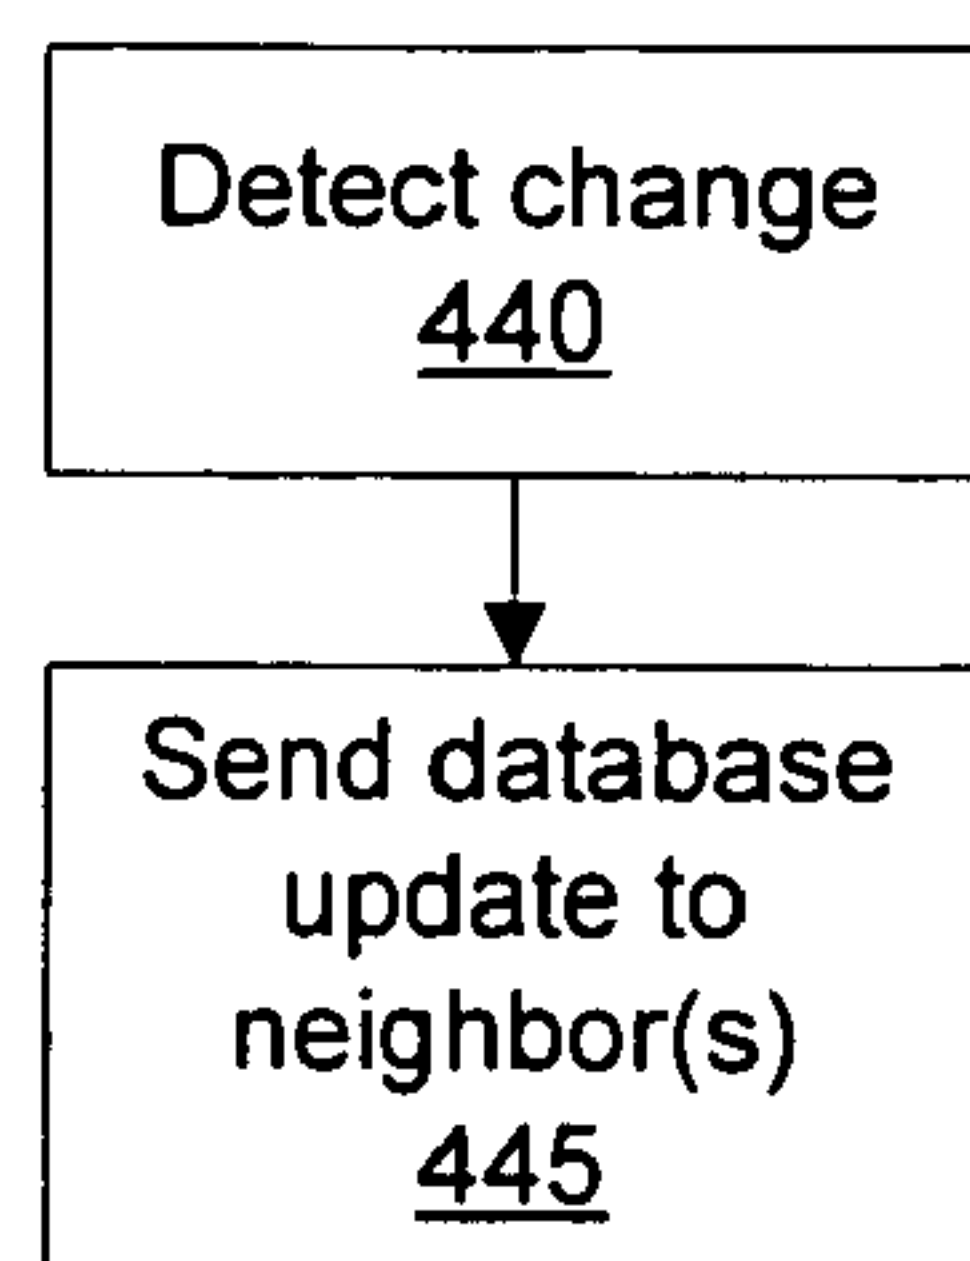 Detect change
440
Send database
update to
neighbor(s)
445